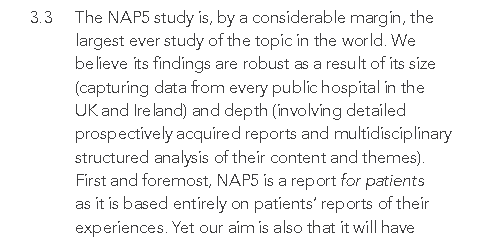 3.3 The NAP5 study is, by a considerable margin, the
largest ever study of the topic in the world. We
believe its findings are robust as a result of its size
(capturing data from every public hospital in the
UK and Ireland) and depth (involving detailed
prospectively acquired reports and multidisciplinary
structured analysis of their content and themes).
First and foremost, NAP5 is a report for patients
as it is based entirely on patients’ reports of their
experiences. Yet our aim is also that it will have